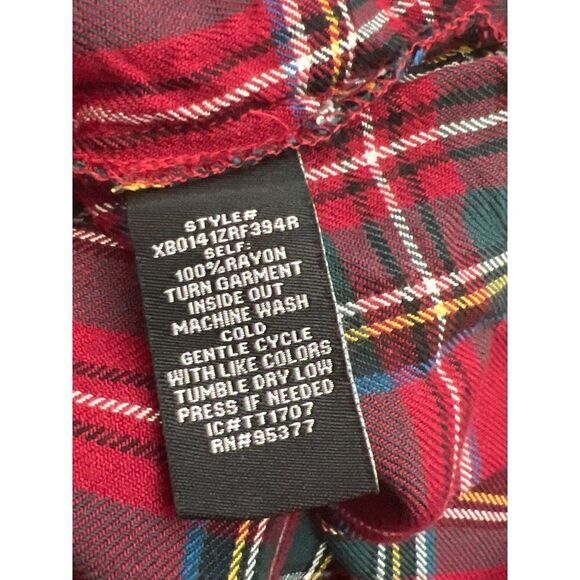 STYLE#
XB0141ZRF394R
SELF:
100%RAYON
TURN GARMENT
INSIDE OUT
MACHINE WASH
COLD
GENTLE CYCLE
WITH LIKE COLORS
TUMBLE DRY LOW
PRESS IF NEEDED
IC#TT1707
RN#95377